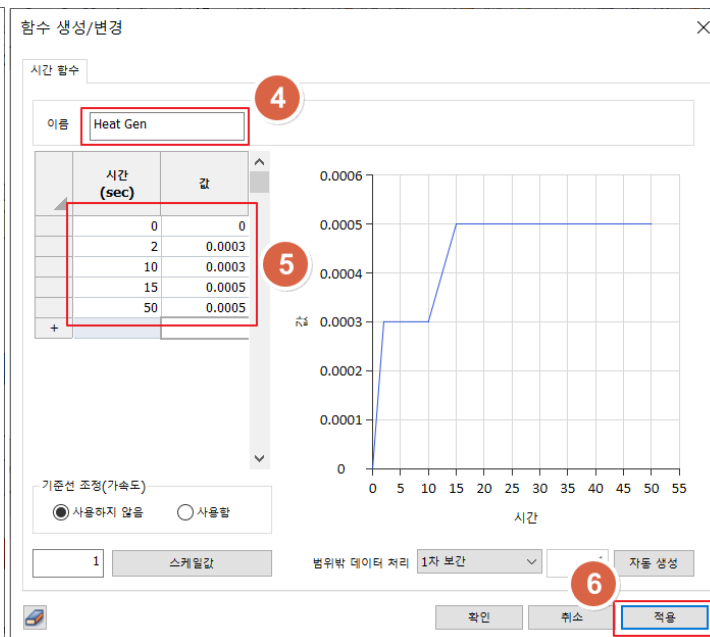 함수 생성/변경
시간 함수
4
이름 Heat Gen
시간 (sec) 값
0 0
2 0.0003
10 0.0003
15 0.0005
50 0.0005
+
5
0.0006
0.0005
0.0004
0.0003
0.0002
0.0001
0
값
0 5 10 15 20 25 30 35 40 45 50 55
시간
기준선 조정(가속도)
사용하지 않음 사용함
1 스케일값
범위밖 데이터 처리 1차 보간 자동 생성
6
확인 취소 적용